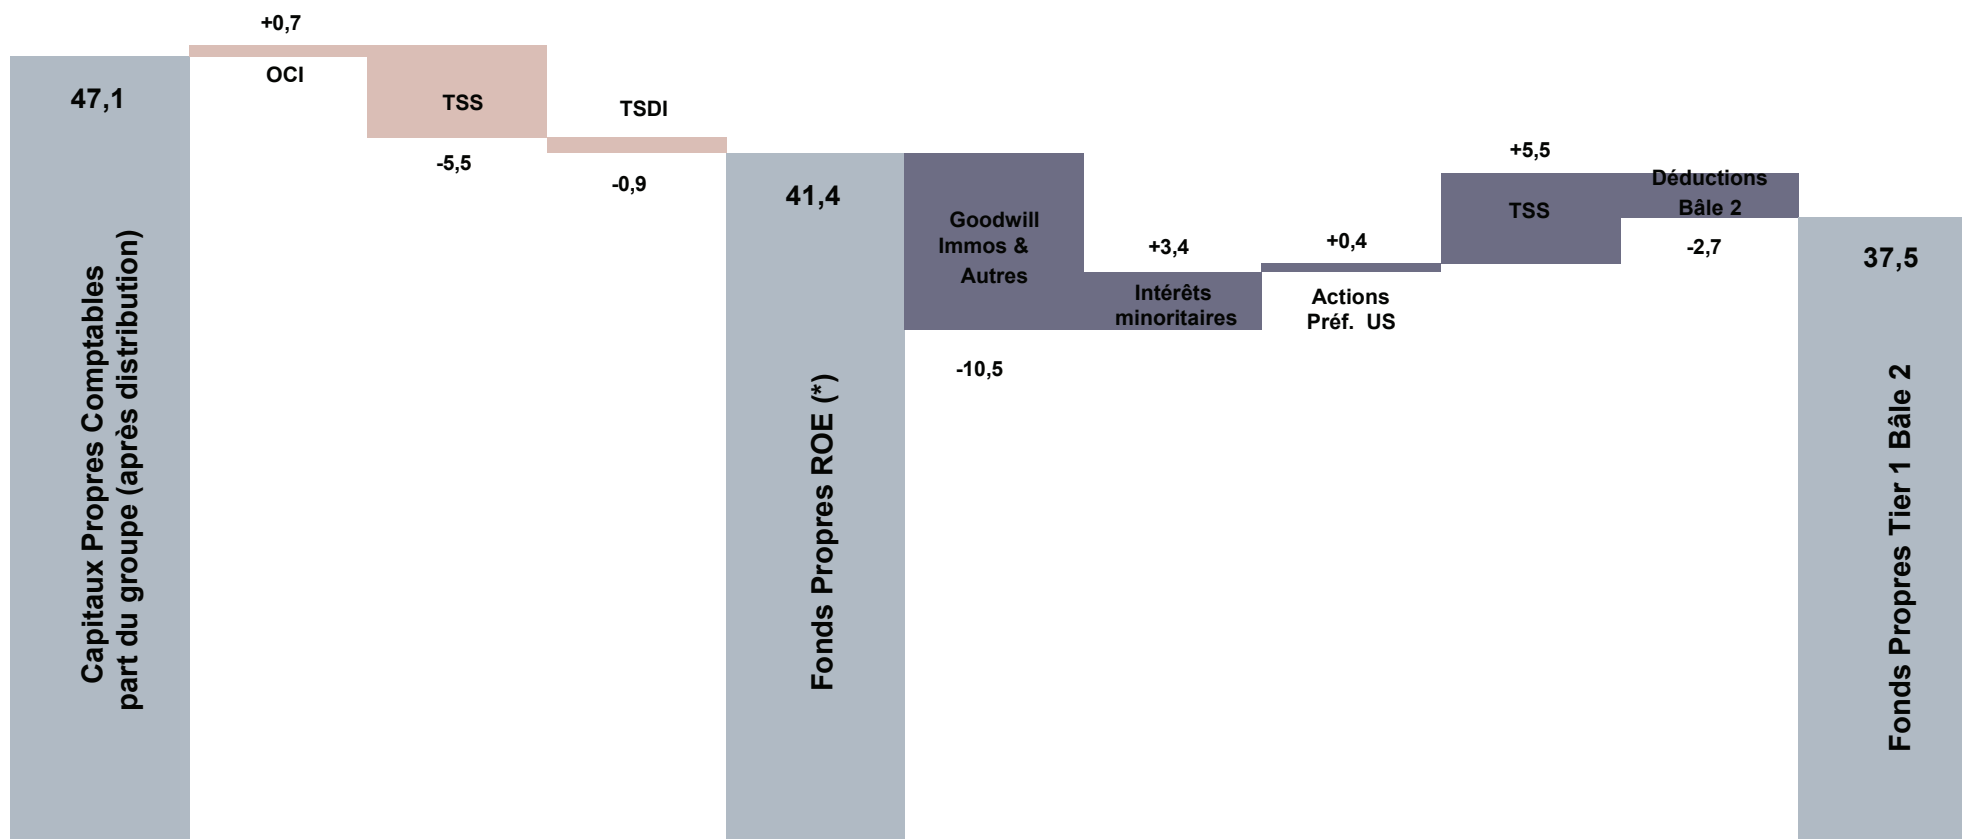 +0,7
OCI
47,1
TSS
-5,5
TSDI
-0,9
Capitaux Propres Comptables
part du groupe (après distribution)
41,4
Fonds Propres ROE (*)
Goodwill
Immos &
Autres
-10,5
+3,4
Intérêts
minoritaires
+0,4
Actions
Préf. US
+5,5
TSS
Déductions
Bâle 2
-2,7
37,5
Fonds Propres Tier 1 Bâle 2